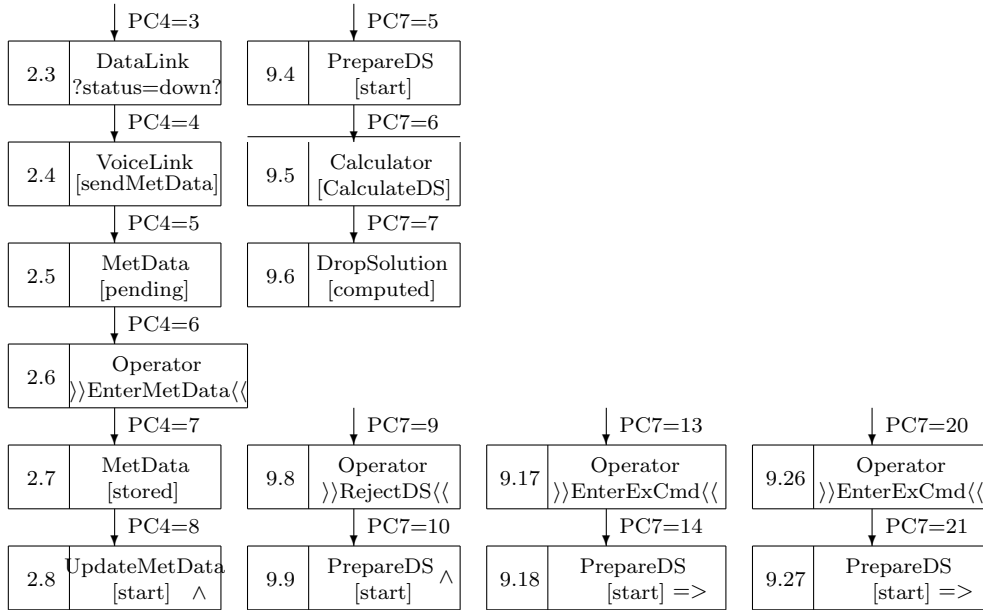 PC4=3 PC7=5
2.3 DataLink ?status=down? 9.4 PrepareDS [start]
PC4=4 PC7=6
2.4 VoiceLink [sendMetData] 9.5 Calculator [CalculateDS]
PC4=5 PC7=7
2.5 MetData [pending] 9.6 DropSolution [computed]
PC4=6
2.6 Operator ⟩⟩EnterMetData⟨⟨
PC4=7 PC7=9 PC7=13 PC7=20
2.7 MetData [stored] 9.8 Operator ⟩⟩RejectDS⟨⟨ 9.17 Operator ⟩⟩EnterExCmd⟨⟨ 9.26 Operator ⟩⟩EnterExCmd⟨⟨
PC4=8 PC7=10 PC7=14 PC7=21
2.8 UpdateMetData [start] ∧ 9.9 PrepareDS ∧ [start] 9.18 PrepareDS [start] => 9.27 PrepareDS [start] =>